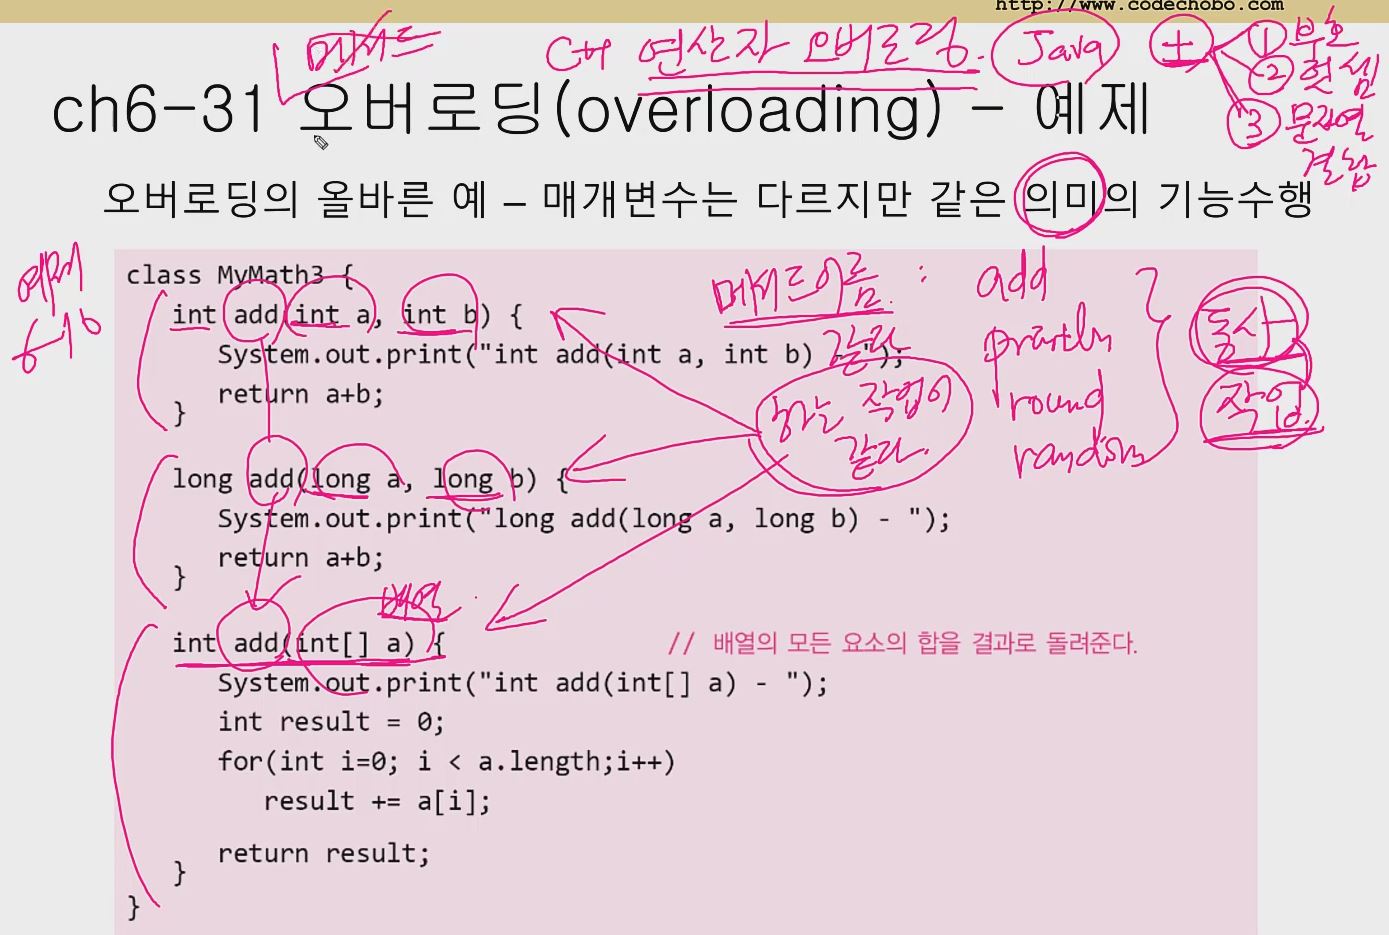 http://www.codechobo.com
메서드
C++ 연산자 오버로딩. Java + ① 부호
② 덧셈
③ 문자열
결합
ch6-31 오버로딩(overloading) - 예제
오버로딩의 올바른 예 – 매개변수는 다르지만 같은 의미의 기능수행
예제
6-10
class MyMath3 {
int add(int a, int b) {
System.out.print("int add(int a, int b) - ");
return a+b;
}
long add(long a, long b) {
System.out.print("long add(long a, long b) - ");
return a+b;
}
배열
int add(int[] a) { // 배열의 모든 요소의 합을 결과로 돌려준다.
System.out.print("int add(int[] a) - ");
int result = 0;
for(int i=0; i < a.length;i++)
result += a[i];
return result;
}
}
메서드이름 : add
같다 println
round
random
하는 작업이
같다.
동사
작업